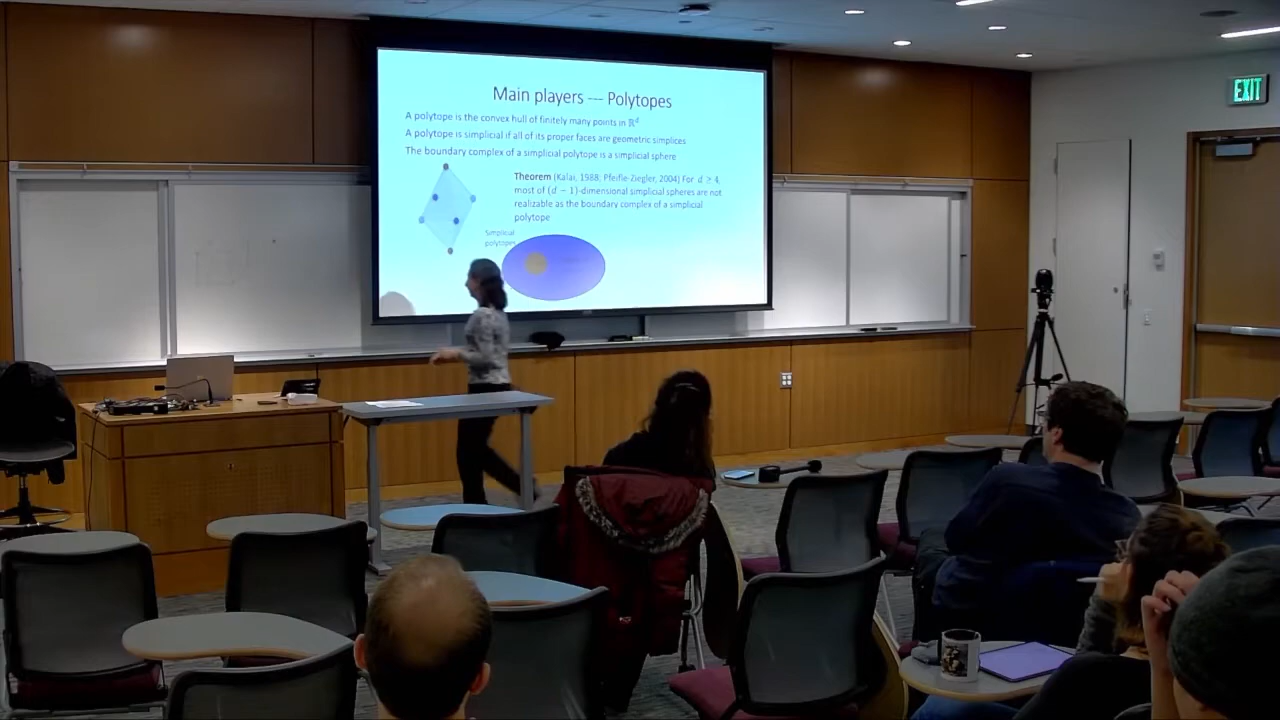 EXIT
Main players --- Polytopes
A polytope is the convex hull of finitely many points in ℝᵈ
A polytope is simplicial if all of its proper faces are geometric simplices
The boundary complex of a simplicial polytope is a simplicial sphere
Theorem (Kalai, 1988; Pfeifle-Ziegler, 2004) For d ≥ 4,
most of (d − 1)-dimensional simplicial spheres are not
realizable as the boundary complex of a simplicial
polytope
Simplicial
polytopes